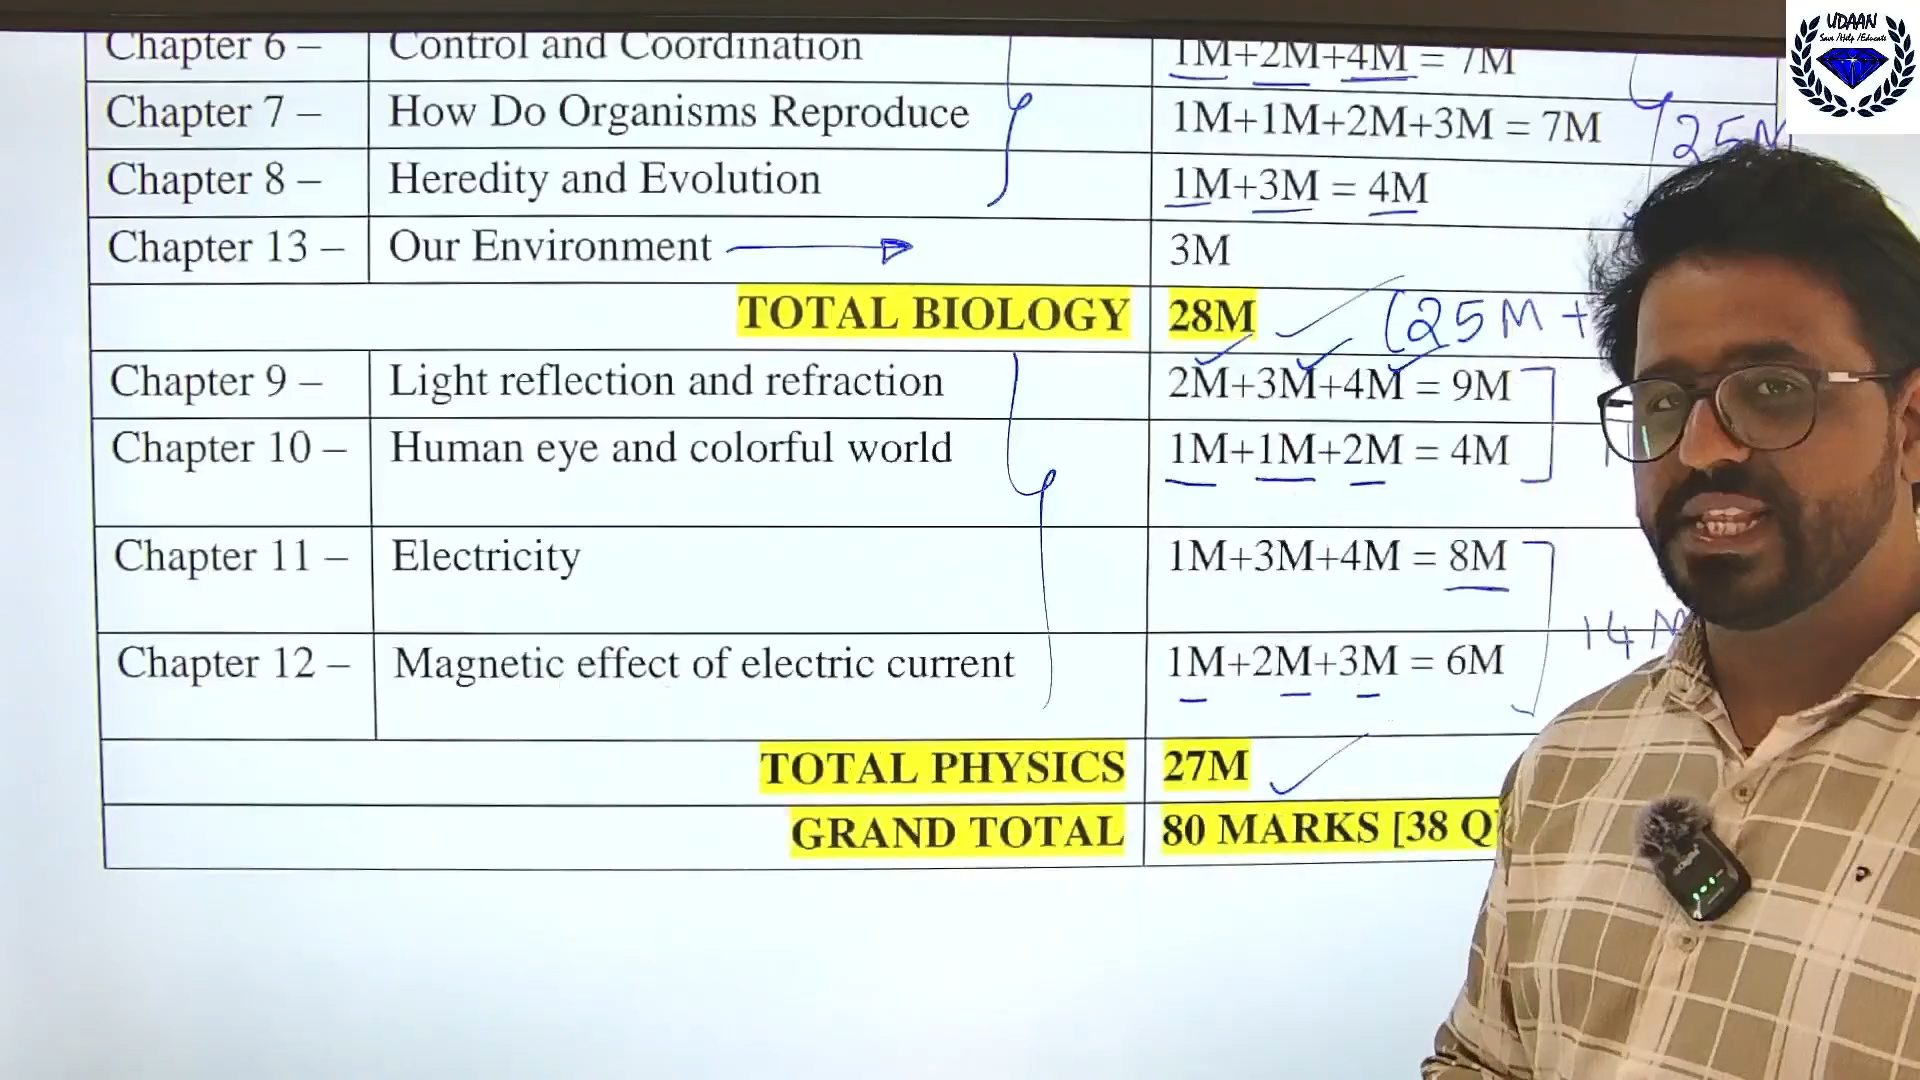 UDAAN
Save /Help /Educate
Chapter 6 – Control and Coordination 1M+2M+4M = 7M
Chapter 7 – How Do Organisms Reproduce 1M+1M+2M+3M = 7M
25M
Chapter 8 – Heredity and Evolution 1M+3M = 4M
Chapter 13 – Our Environment 3M
TOTAL BIOLOGY 28M (25M +
Chapter 9 – Light reflection and refraction 2M+3M+4M = 9M
Chapter 10 – Human eye and colorful world 1M+1M+2M = 4M
Chapter 11 – Electricity 1M+3M+4M = 8M
14M
Chapter 12 – Magnetic effect of electric current 1M+2M+3M = 6M
TOTAL PHYSICS 27M
GRAND TOTAL 80 MARKS [38 Q